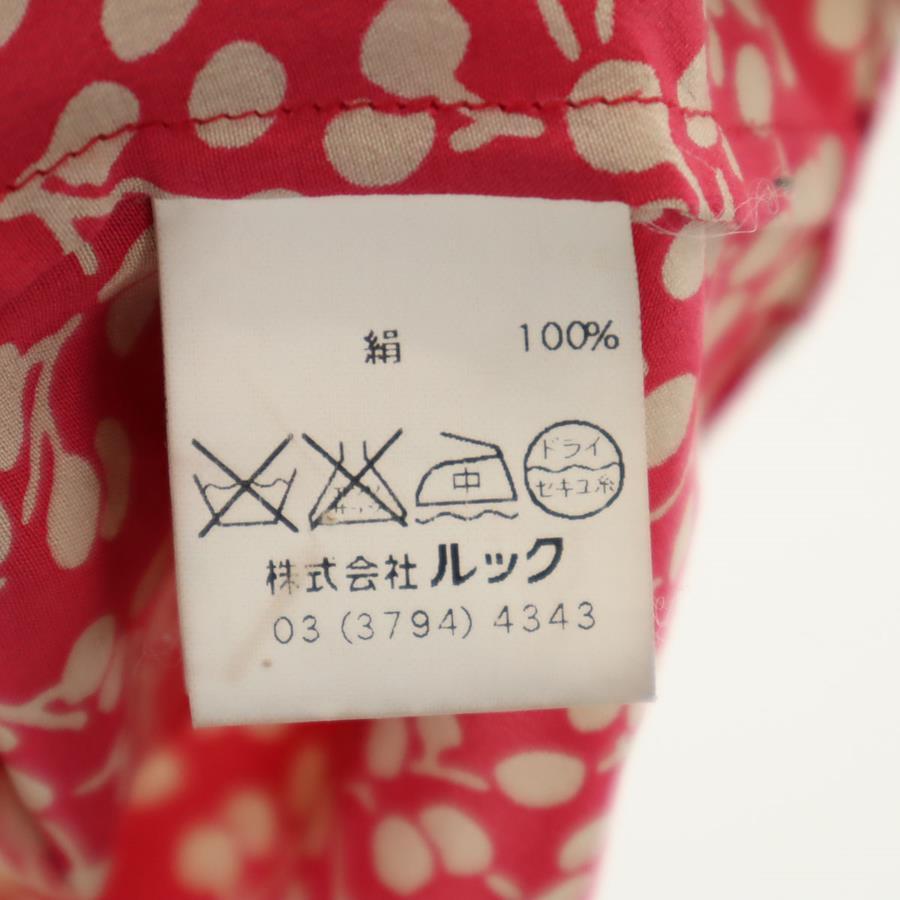 絹 100%
中
ドライ
セキユ系
株式会社 ルック
03 (3794) 4343